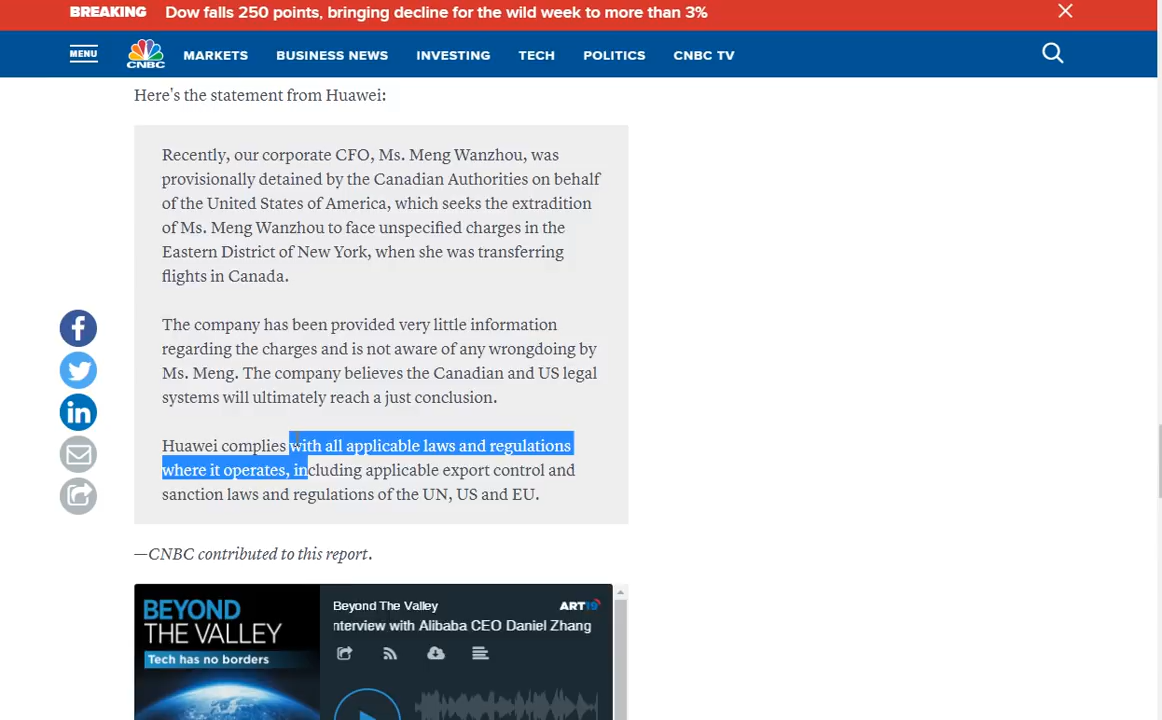 BREAKING Dow falls 250 points, bringing decline for the wild week to more than 3%
MENU CNBC MARKETS BUSINESS NEWS INVESTING TECH POLITICS CNBC TV
Here's the statement from Huawei:
Recently, our corporate CFO, Ms. Meng Wanzhou, was
provisionally detained by the Canadian Authorities on behalf
of the United States of America, which seeks the extradition
of Ms. Meng Wanzhou to face unspecified charges in the
Eastern District of New York, when she was transferring
flights in Canada.
The company has been provided very little information
regarding the charges and is not aware of any wrongdoing by
Ms. Meng. The company believes the Canadian and US legal
systems will ultimately reach a just conclusion.
Huawei complies with all applicable laws and regulations
where it operates, including applicable export control and
sanction laws and regulations of the UN, US and EU.
—CNBC contributed to this report.
BEYOND
THE VALLEY
Tech has no borders
Beyond The Valley
ART19
nterview with Alibaba CEO Daniel Zhang